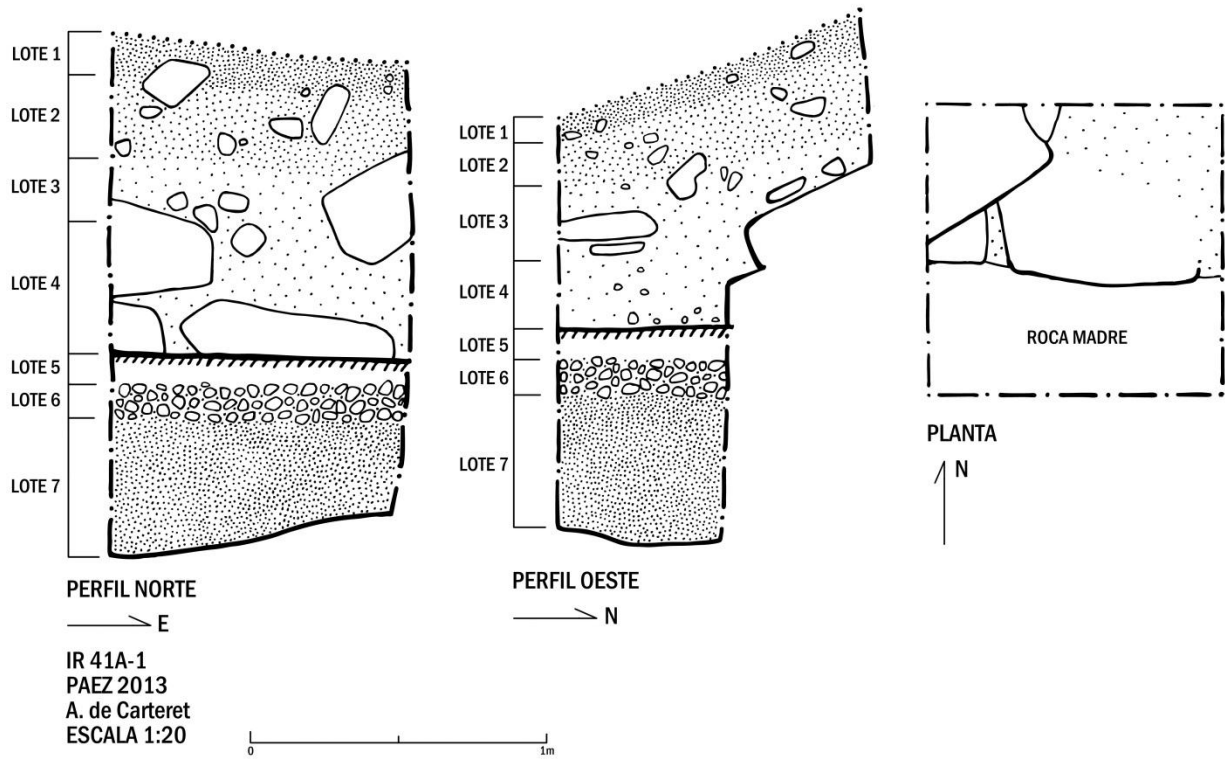 LOTE 1
LOTE 2
LOTE 3
LOTE 4
LOTE 5
LOTE 6
LOTE 7
PERFIL NORTE
E
IR 41A-1
PAEZ 2013
A. de Carteret
ESCALA 1:20
0
1m
LOTE 1
LOTE 2
LOTE 3
LOTE 4
LOTE 5
LOTE 6
LOTE 7
PERFIL OESTE
N
ROCA MADRE
PLANTA
N